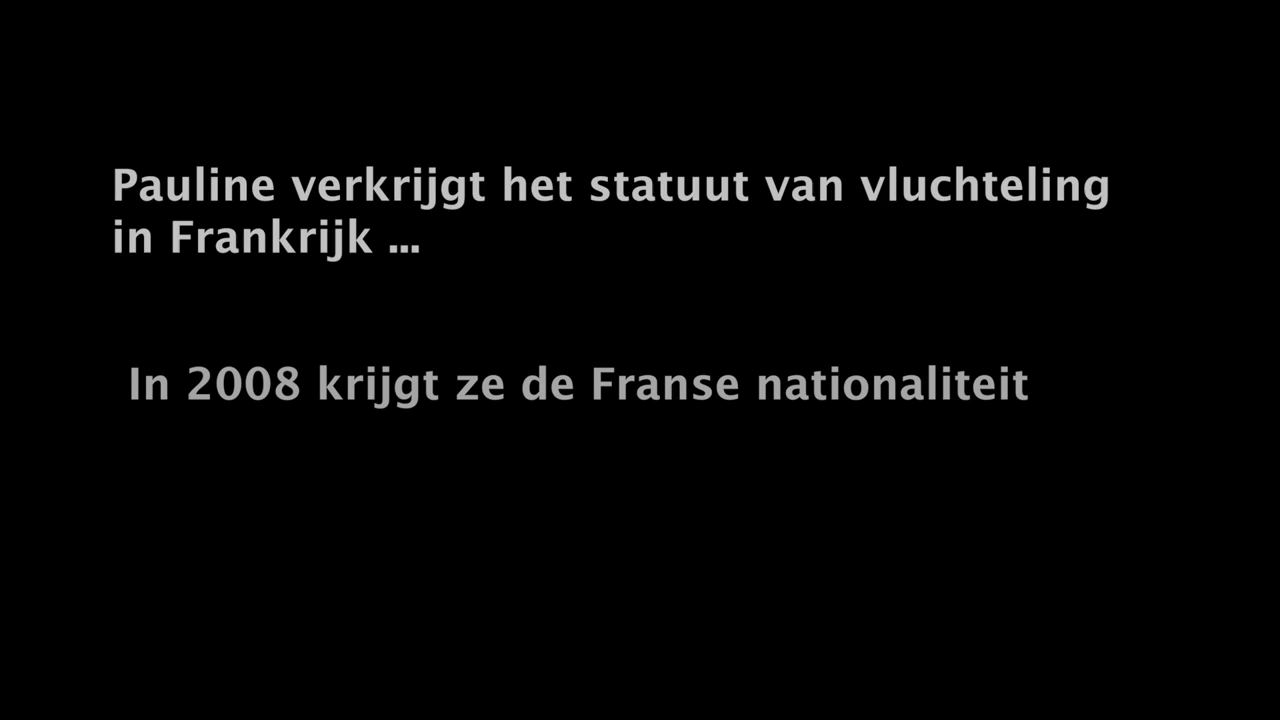 Pauline verkrijgt het statuut van vluchteling
in Frankrijk ...
In 2008 krijgt ze de Franse nationaliteit